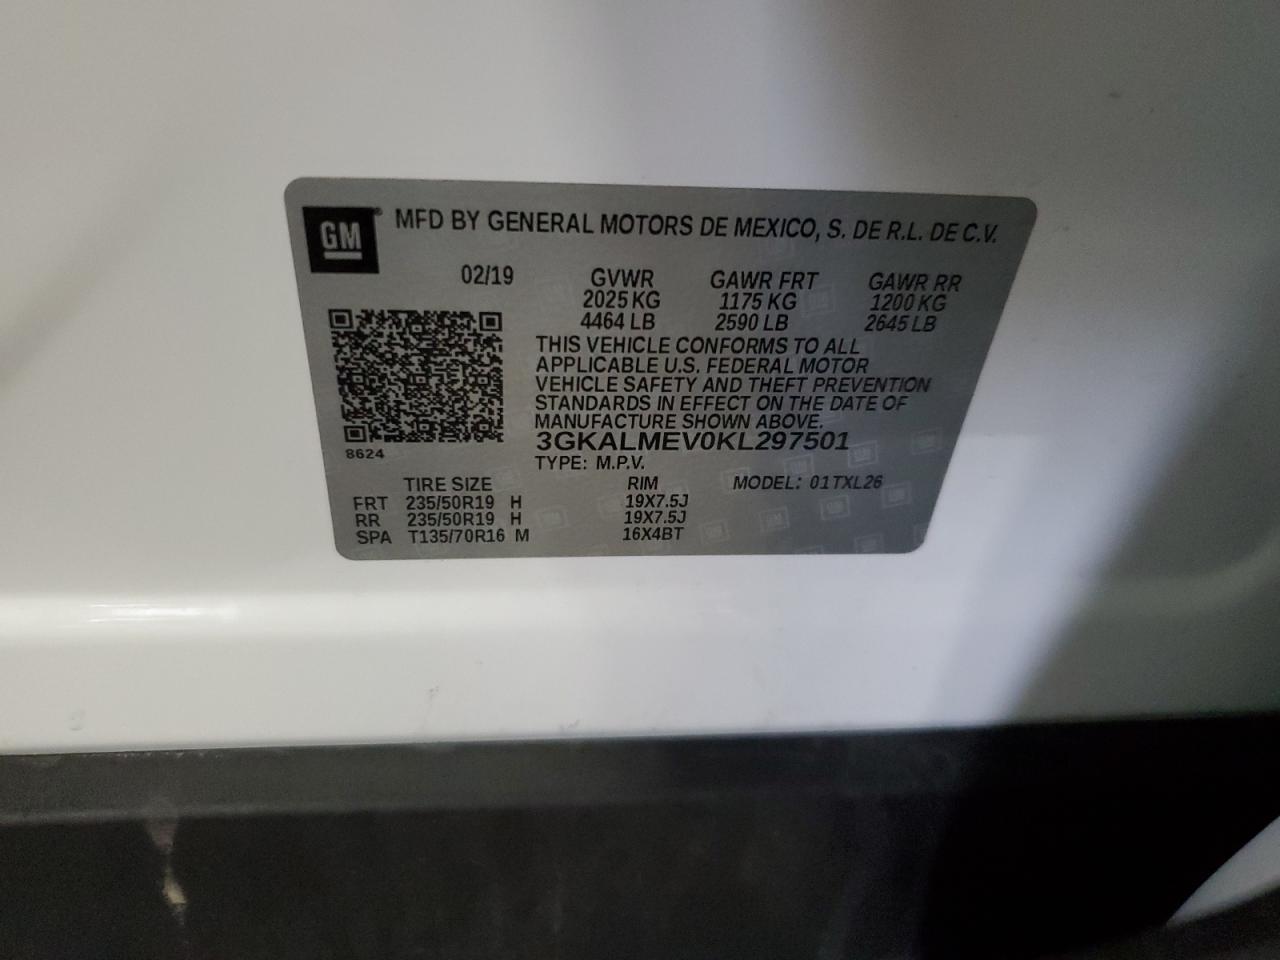 GM® MFD BY GENERAL MOTORS DE MEXICO, S. DE R.L. DE C.V.
02/19 GVWR GAWR FRT GAWR RR
2025 KG 1175 KG 1200 KG
4464 LB 2590 LB 2645 LB
THIS VEHICLE CONFORMS TO ALL
APPLICABLE U.S. FEDERAL MOTOR
VEHICLE SAFETY AND THEFT PREVENTION
STANDARDS IN EFFECT ON THE DATE OF
MANUFACTURE SHOWN ABOVE.
3GKALMEV0KL297501
8624
TYPE: M.P.V.
TIRE SIZE RIM MODEL: 01TXL26
FRT 235/50R19 H 19X7.5J
RR 235/50R19 H 19X7.5J
SPA T135/70R16 M 16X4BT